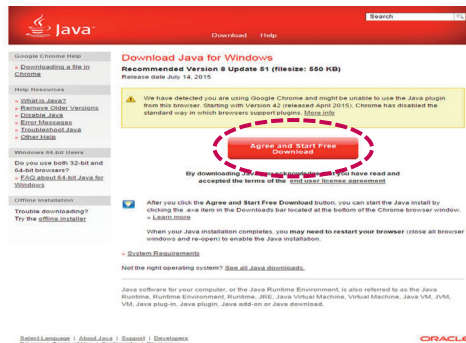 Search
Java
Download Help
Google Chrome Help
» Downloading a file in
Chrome
Help Resources
» What is Java?
» Remove Older Versions
» Disable Java
» Error Messages
» Troubleshoot Java
» Other Help
Windows 64-bit Users
Do you use both 32-bit and
64-bit browsers?
» FAQ about 64-bit Java for
Windows
Offline Installation
Trouble downloading?
Try the offline installer
Download Java for Windows
Recommended Version 8 Update 51 (filesize: 550 KB)
Release date July 14, 2015
We have detected you are using Google Chrome and might be unable to use the Java plugin
from this browser. Starting with Version 42 (released April 2015), Chrome has disabled the
standard way in which browsers support plugins. More info
Agree and Start Free
Download
By downloading Java you acknowledge that you have read and
accepted the terms of the end user license agreement
After you click the Agree and Start Free Download button, you can start the Java install by
clicking the .exe item in the Downloads bar located at the bottom of the Chrome browser window.
» Learn more
When your Java installation completes, you may need to restart your browser (close all browser
windows and re-open) to enable the Java installation.
» System Requirements
Not the right operating system? See all Java downloads.
Java software for your computer, or the Java Runtime Environment, is also referred to as the Java
Runtime, Runtime Environment, Runtime, JRE, Java Virtual Machine, Virtual Machine, Java VM, JVM,
VM, Java plug-in, Java plugin, Java add-on or Java download.
Select Language | About Java | Support | Developers
ORACLE